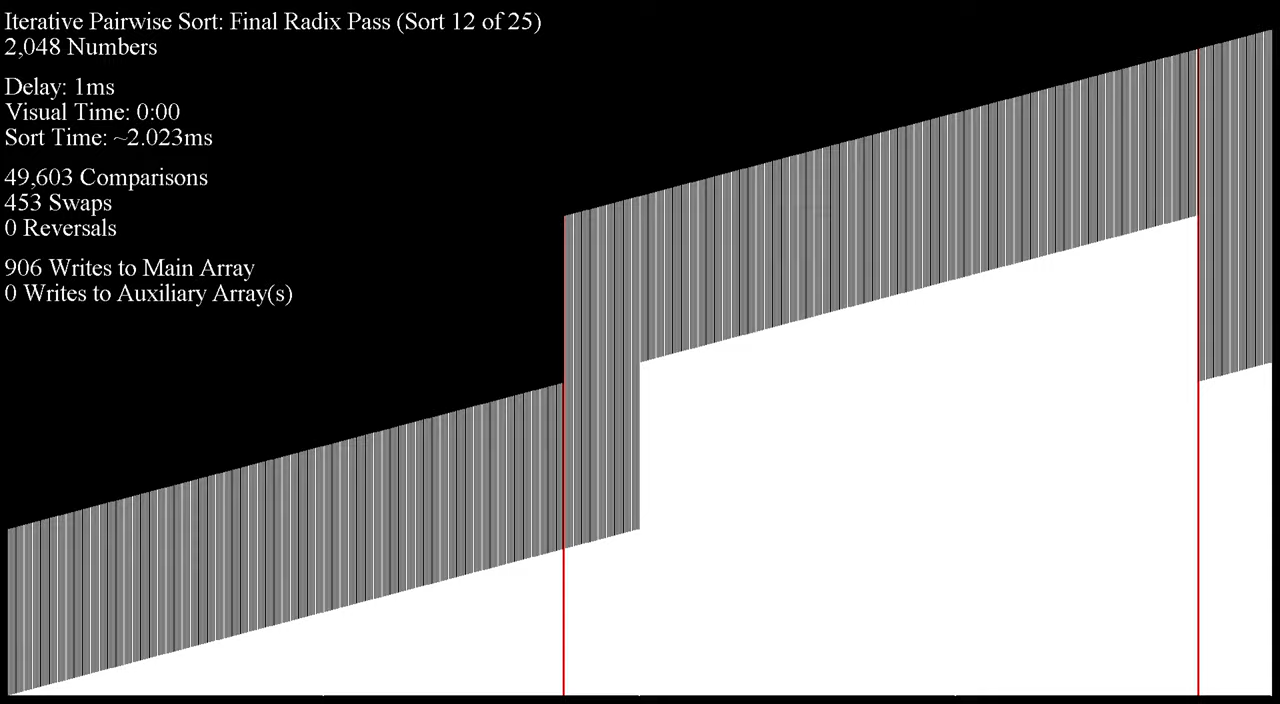 Iterative Pairwise Sort: Final Radix Pass (Sort 12 of 25)
2,048 Numbers
Delay: 1ms
Visual Time: 0:00
Sort Time: ~2.023ms
49,603 Comparisons
453 Swaps
0 Reversals
906 Writes to Main Array
0 Writes to Auxiliary Array(s)